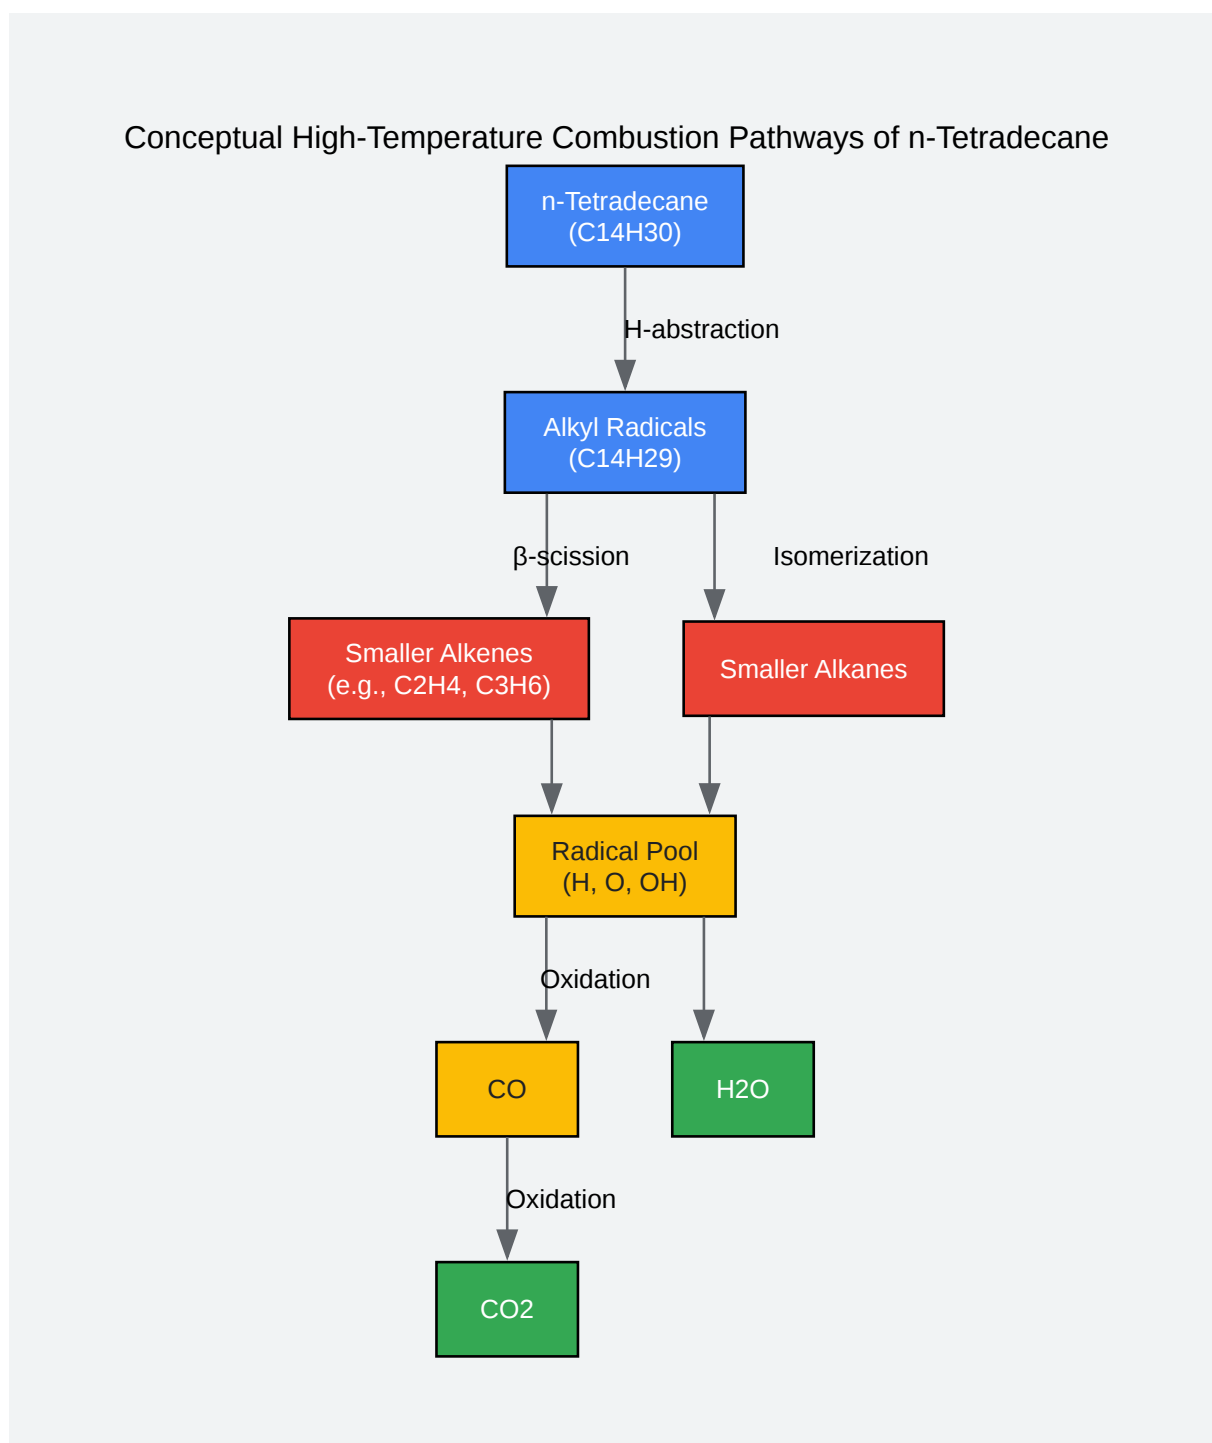 Conceptual High-Temperature Combustion Pathways of n-Tetradecane
n-Tetradecane
(C14H30)
H-abstraction
Alkyl Radicals
(C14H29)
β-scission
Isomerization
Smaller Alkenes
(e.g., C2H4, C3H6)
Smaller Alkanes
Radical Pool
(H, O, OH)
Oxidation
CO
H2O
Oxidation
CO2